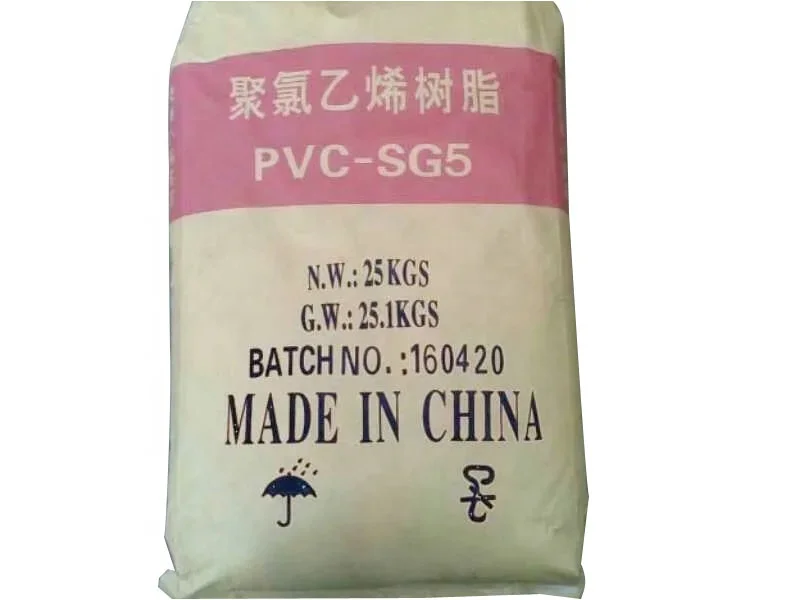 聚氯乙烯树脂
PVC-SG5
N.W.: 25KGS
G.W.: 25.1KGS
BATCH NO.:160420
MADE IN CHINA